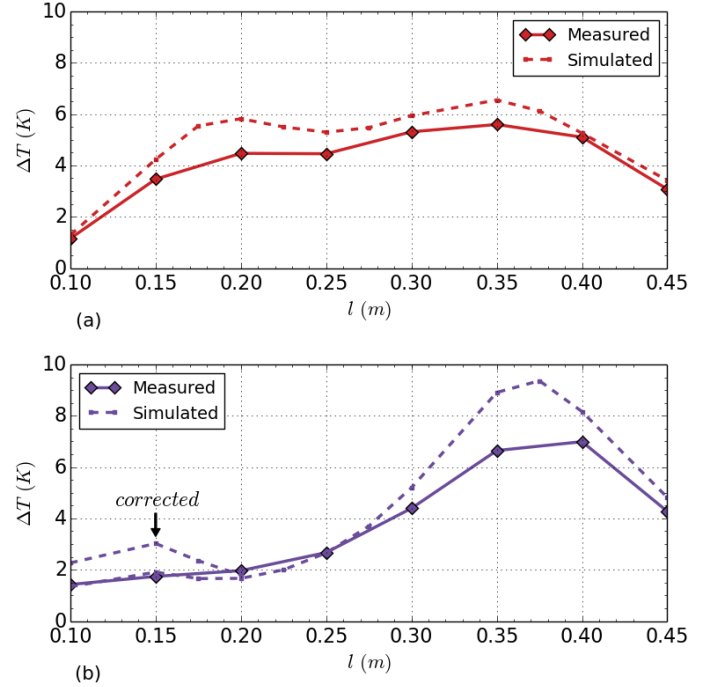 10
8
6
4
2
0
ΔT (K)
Measured
Simulated
0.10 0.15 0.20 0.25 0.30 0.35 0.40 0.45
l (m)
(a)
10
8
6
4
2
0
ΔT (K)
Measured
Simulated
corrected
0.10 0.15 0.20 0.25 0.30 0.35 0.40 0.45
l (m)
(b)